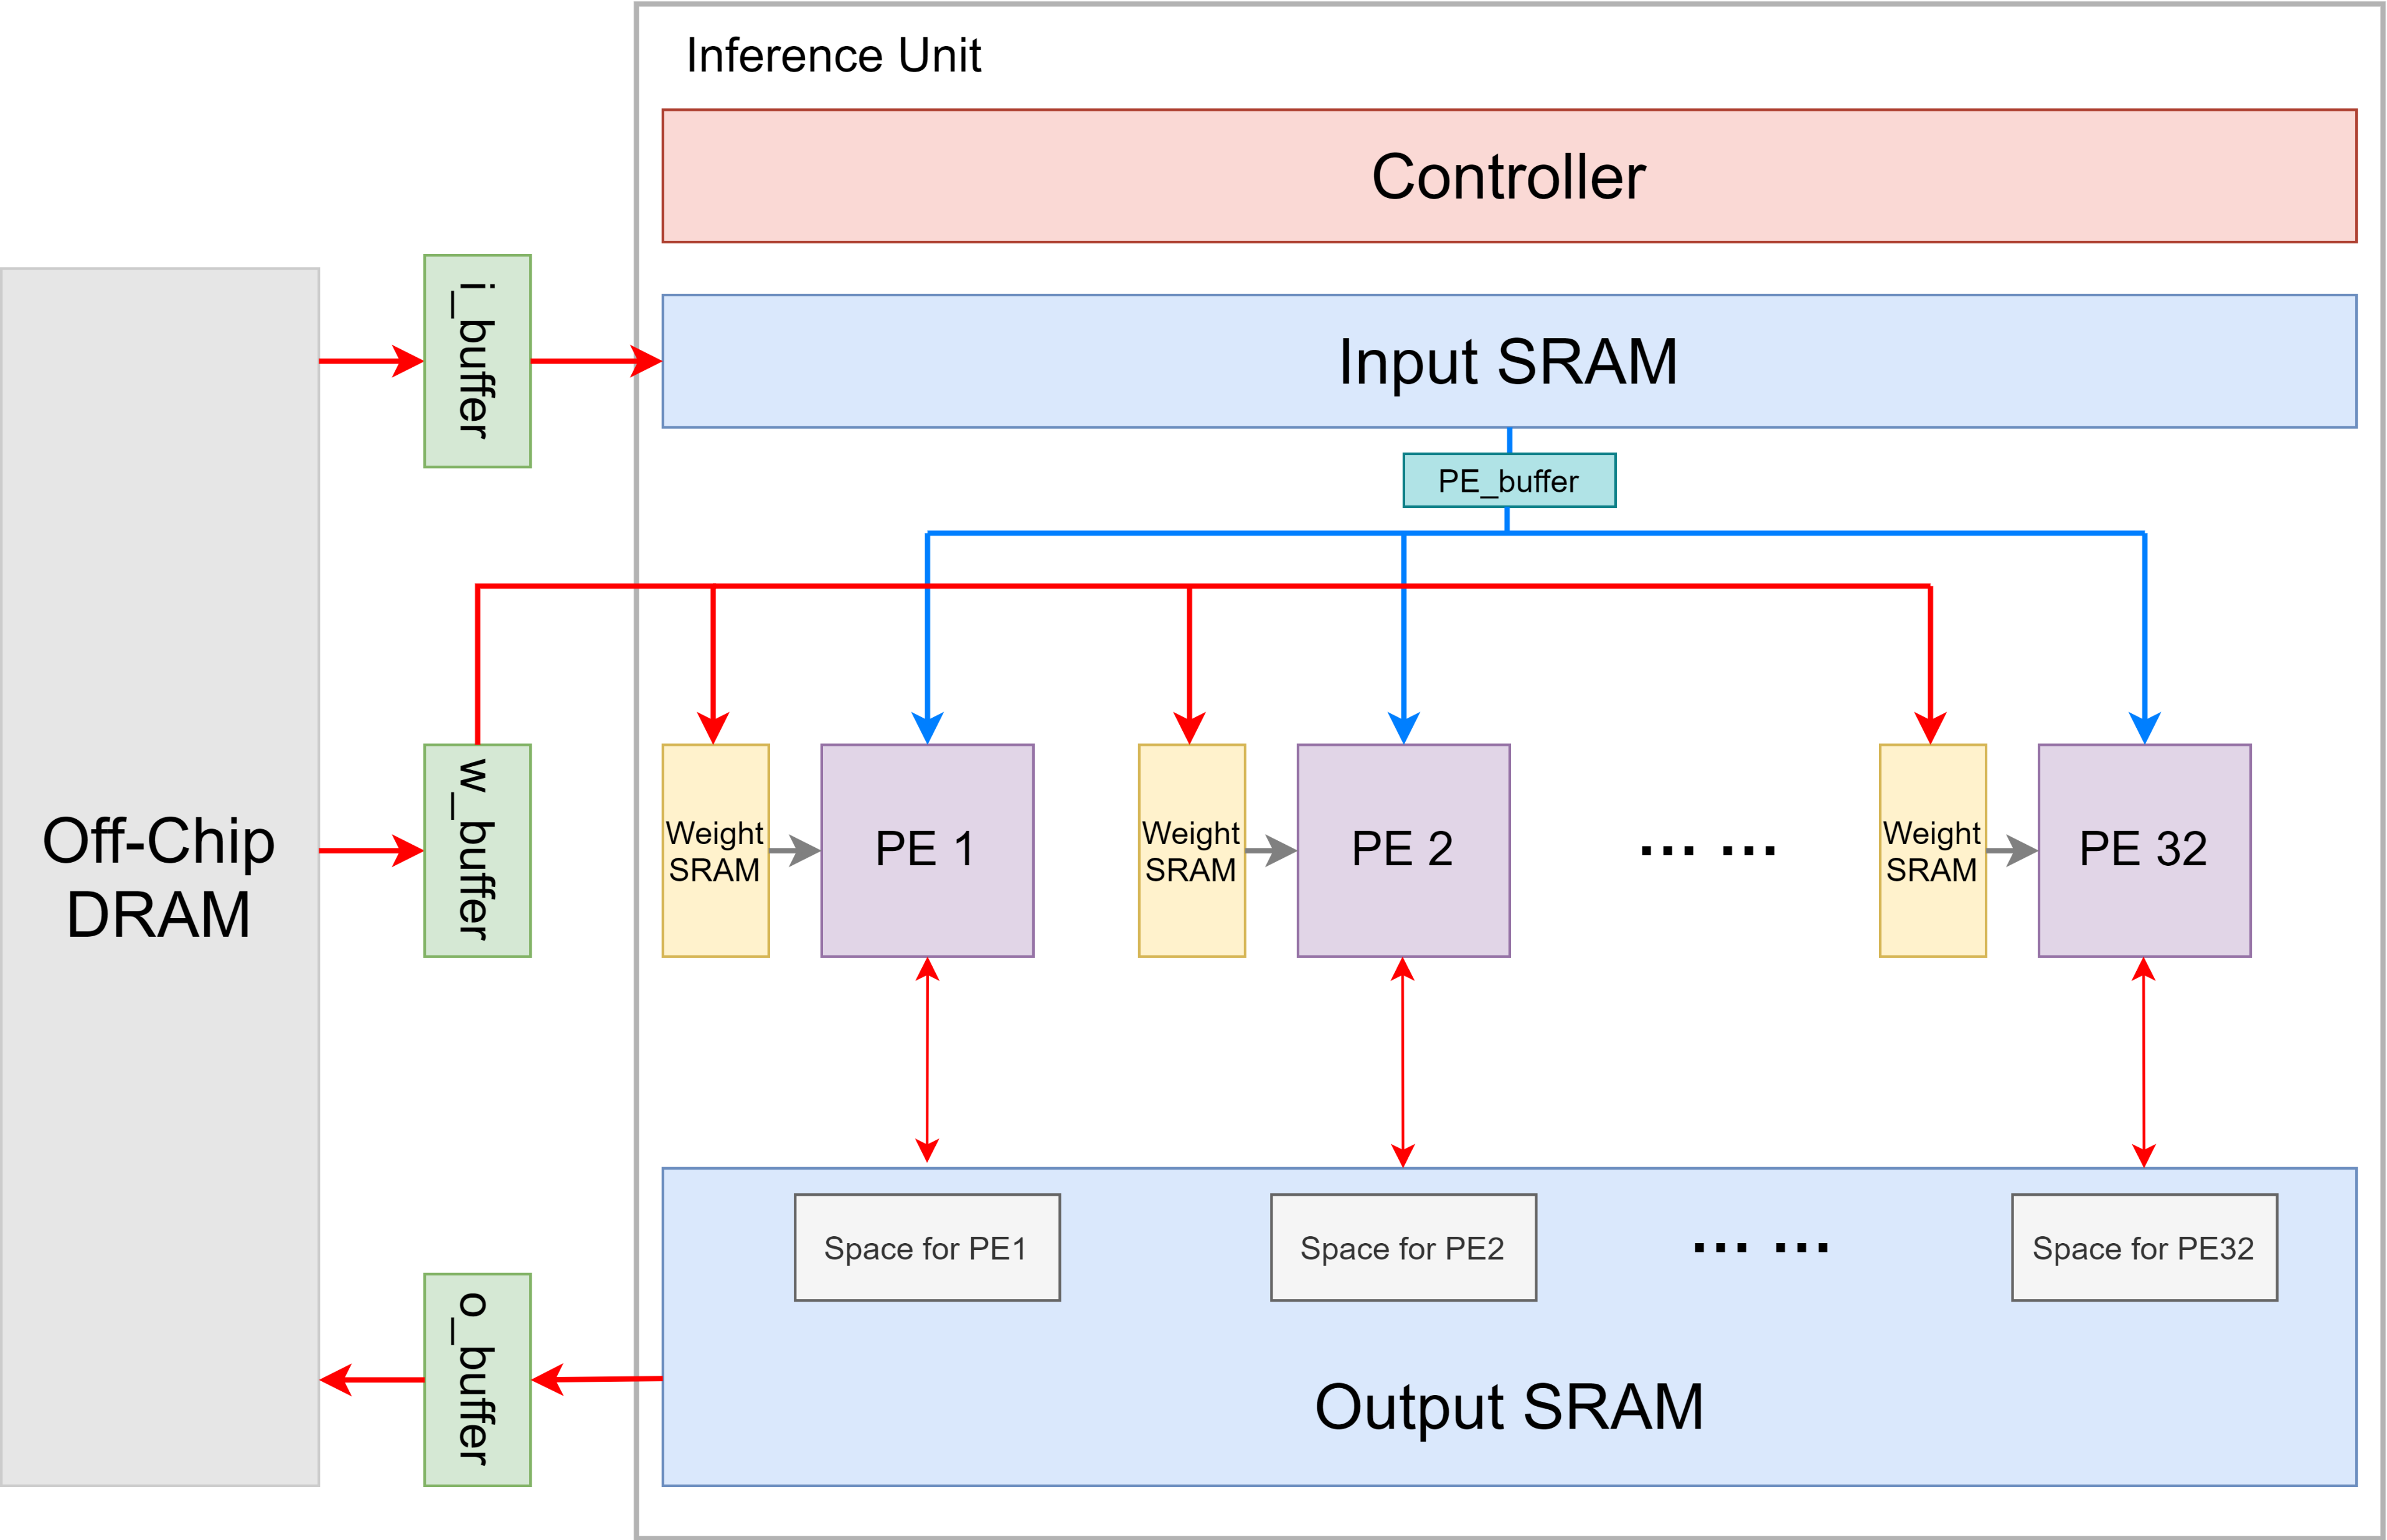 Inference Unit
Controller
i_buffer
Input SRAM
PE_buffer
Off-Chip
DRAM
w_buffer
Weight
SRAM
PE 1
Weight
SRAM
PE 2
... ...
Weight
SRAM
PE 32
Space for PE1
Space for PE2
... ...
Space for PE32
o_buffer
Output SRAM